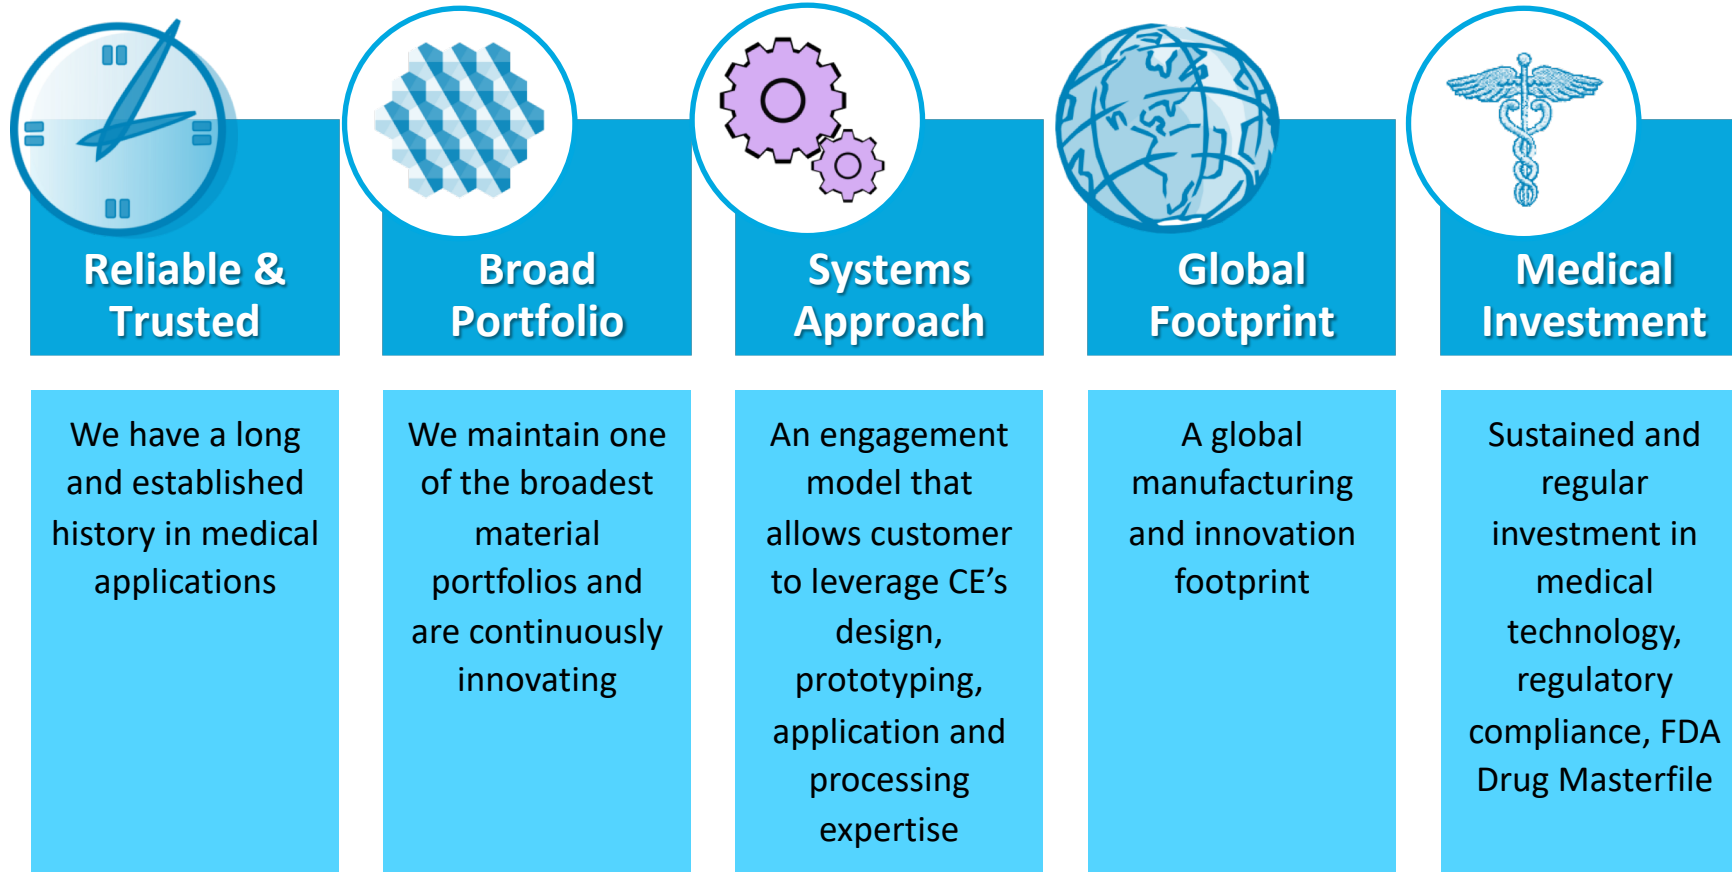 Reliable &
Trusted
We have a long
and established
history in medical
applications
Broad
Portfolio
We maintain one
of the broadest
material
portfolios and
are continuously
innovating
Systems
Approach
An engagement
model that
allows customer
to leverage CE’s
design,
prototyping,
application and
processing
expertise
Global
Footprint
A global
manufacturing
and innovation
footprint
Medical
Investment
Sustained and
regular
investment in
medical
technology,
regulatory
compliance, FDA
Drug Masterfile